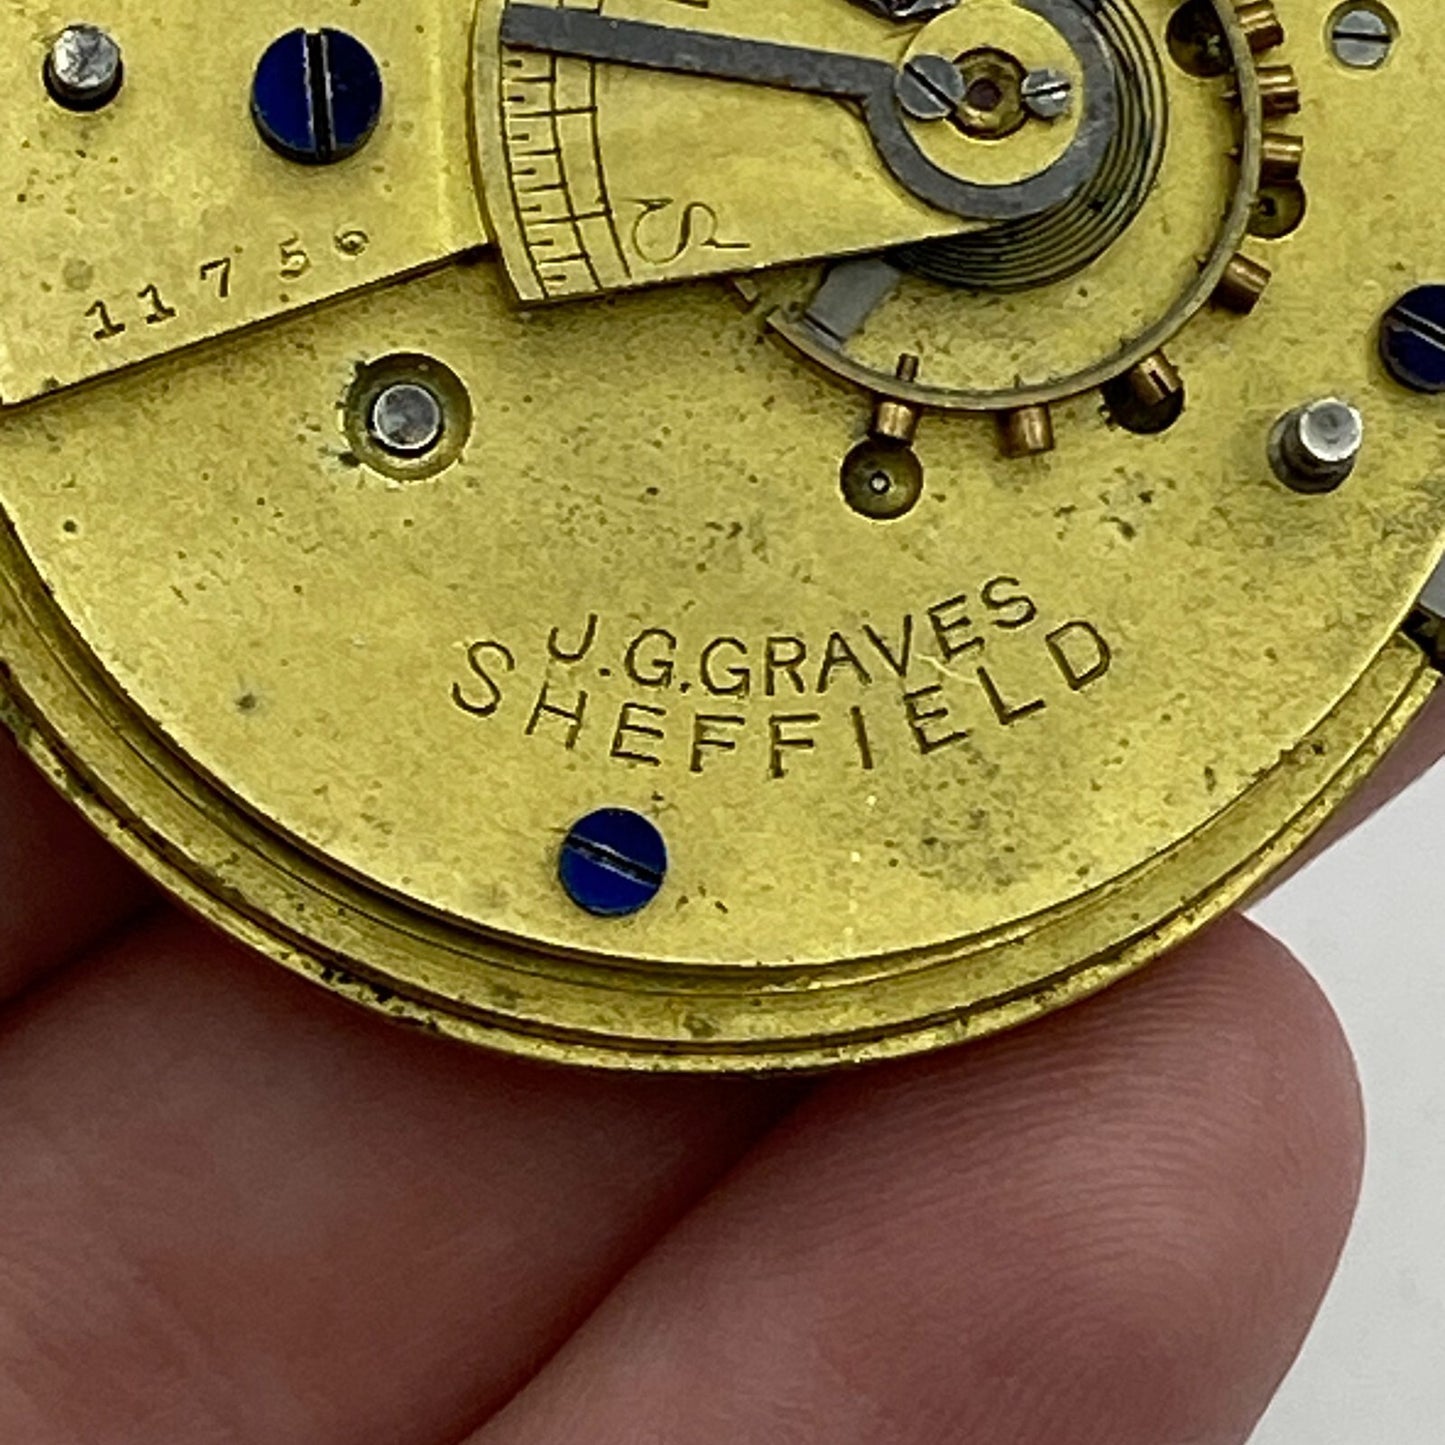 S
11756
J.G.GRAVES
SHEFFIELD